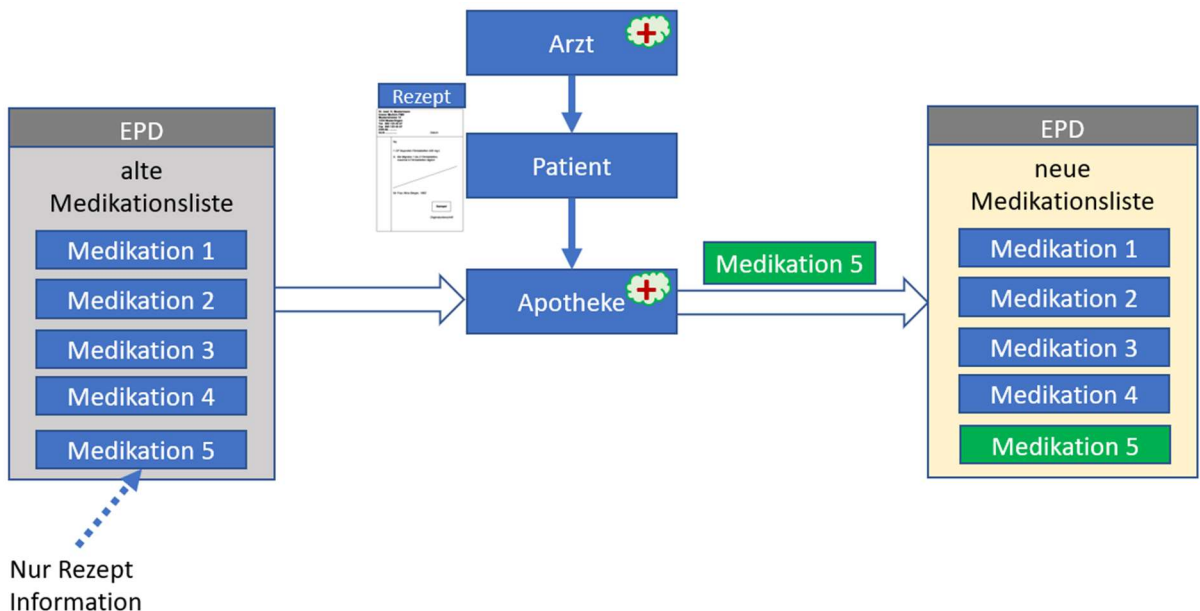 Arzt
Rezept
Patient
Apotheke
EPD
alte
Medikationsliste
Medikation 1
Medikation 2
Medikation 3
Medikation 4
Medikation 5
Nur Rezept
Information
Medikation 5
EPD
neue
Medikationsliste
Medikation 1
Medikation 2
Medikation 3
Medikation 4
Medikation 5